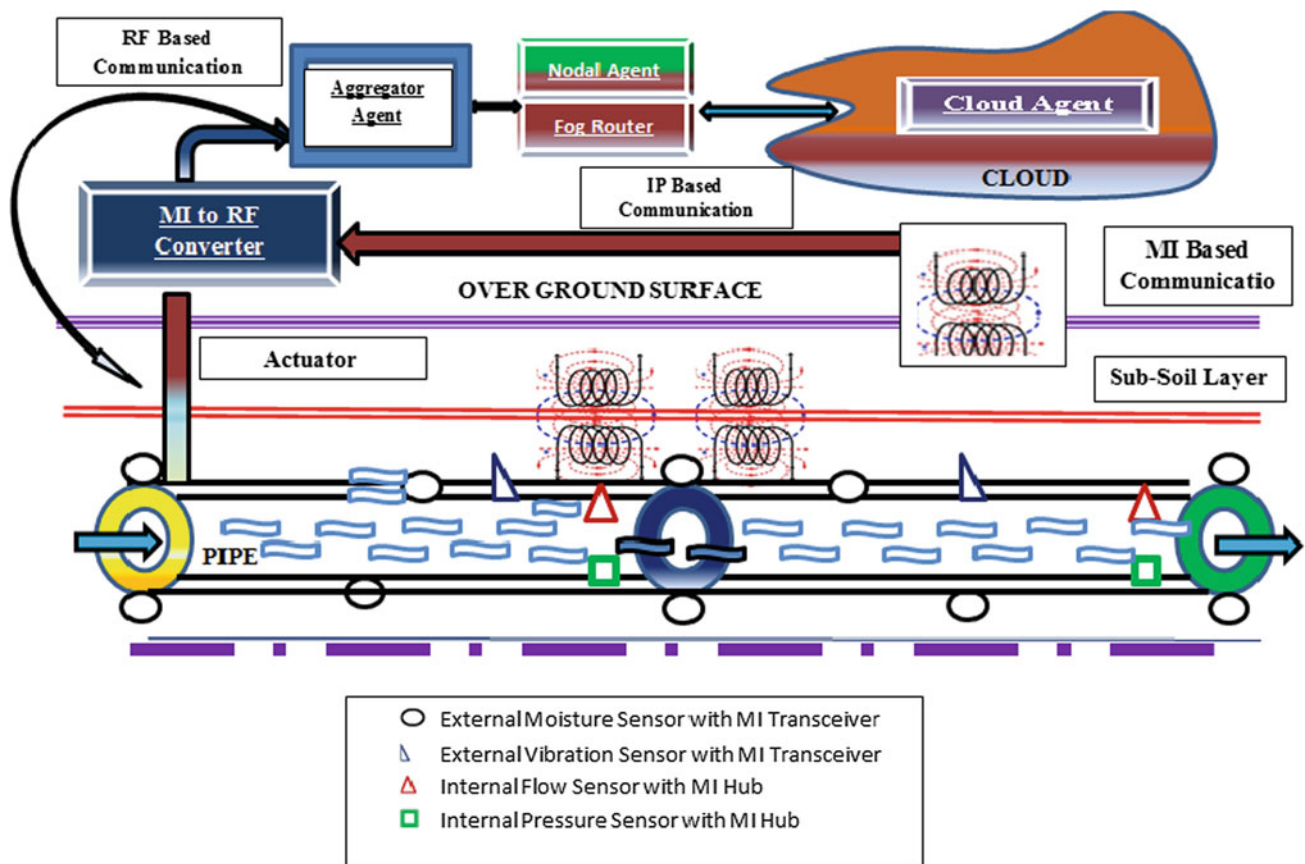 RF Based
Communication
Aggregator
Agent
Nodal Agent
Fog Router
Cloud Agent
CLOUD
MI to RF
Converter
IP Based
Communication
MI Based
Communicatio
OVER GROUND SURFACE
Actuator
Sub-Soil Layer
PIPE
External Moisture Sensor with MI Transceiver
External Vibration Sensor with MI Transceiver
Internal Flow Sensor with MI Hub
Internal Pressure Sensor with MI Hub